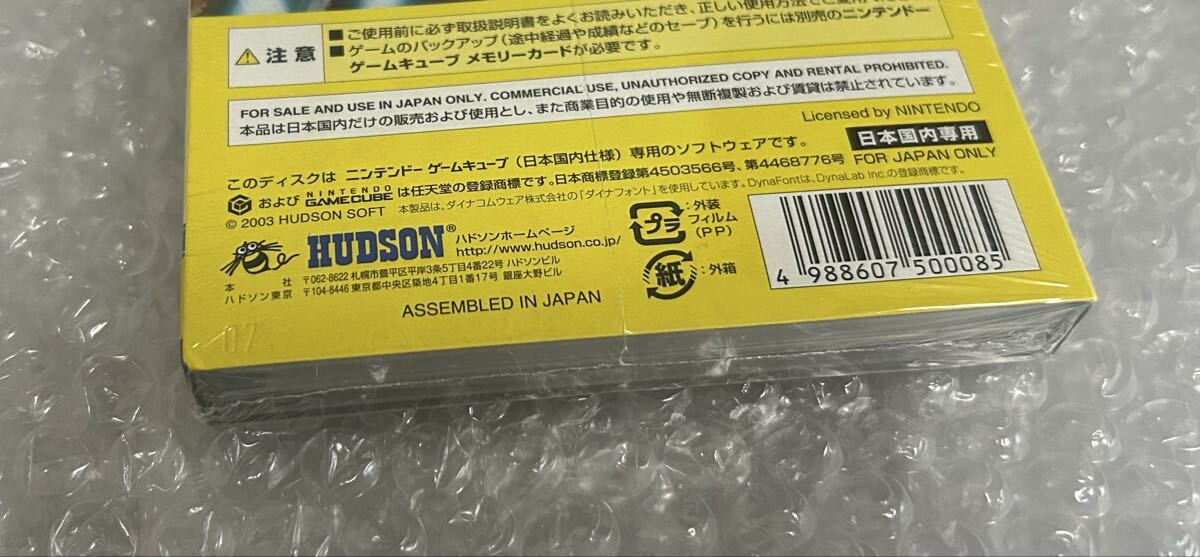 ■ご使用前に必ず取扱説明書をよくお読みいただき、正しい使用方法でご
⚠ 注意
■ゲームのバックアップ(途中経過や成績などのセーブ)を行うには別売のニンテンドー
ゲームキューブ メモリーカードが必要です。
FOR SALE AND USE IN JAPAN ONLY. COMMERCIAL USE, UNAUTHORIZED COPY AND RENTAL PROHIBITED.
本品は日本国内だけの販売および使用とし、また商業目的の使用や無断複製および賃貸は禁止されています。
Licensed by NINTENDO
このディスクは ニンテンドー ゲームキューブ(日本国内仕様)専用のソフトウェアです。
日本国内専用
および NINTENDO GAMECUBE は任天堂の登録商標です。日本商標登録第4503566号、第4468776号
FOR JAPAN ONLY
© 2003 HUDSON SOFT 本製品は、ダイナコムウェア株式会社の「ダイナフォント」を使用しています。DynaFontは、DynaLab Inc.の登録商標です。
HUDSON®
ハドソンホームページ
http://www.hudson.co.jp/
本社 〒062-8622 札幌市豊平区平岸3条5丁目4番22号 ハドソンビル
ハドソン東京 〒104-8446 東京都中央区築地4丁目1番17号 銀座大野ビル
ASSEMBLED IN JAPAN
プラ
:外装
フィルム
(PP)
紙 :外箱
4 988607 500085
07